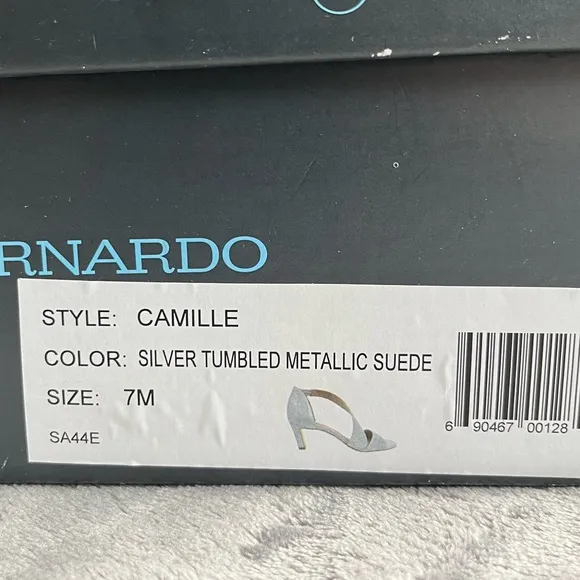 RNARDO
STYLE: CAMILLE
COLOR: SILVER TUMBLED METALLIC SUEDE
SIZE: 7M
SA44E
6 90467 00128